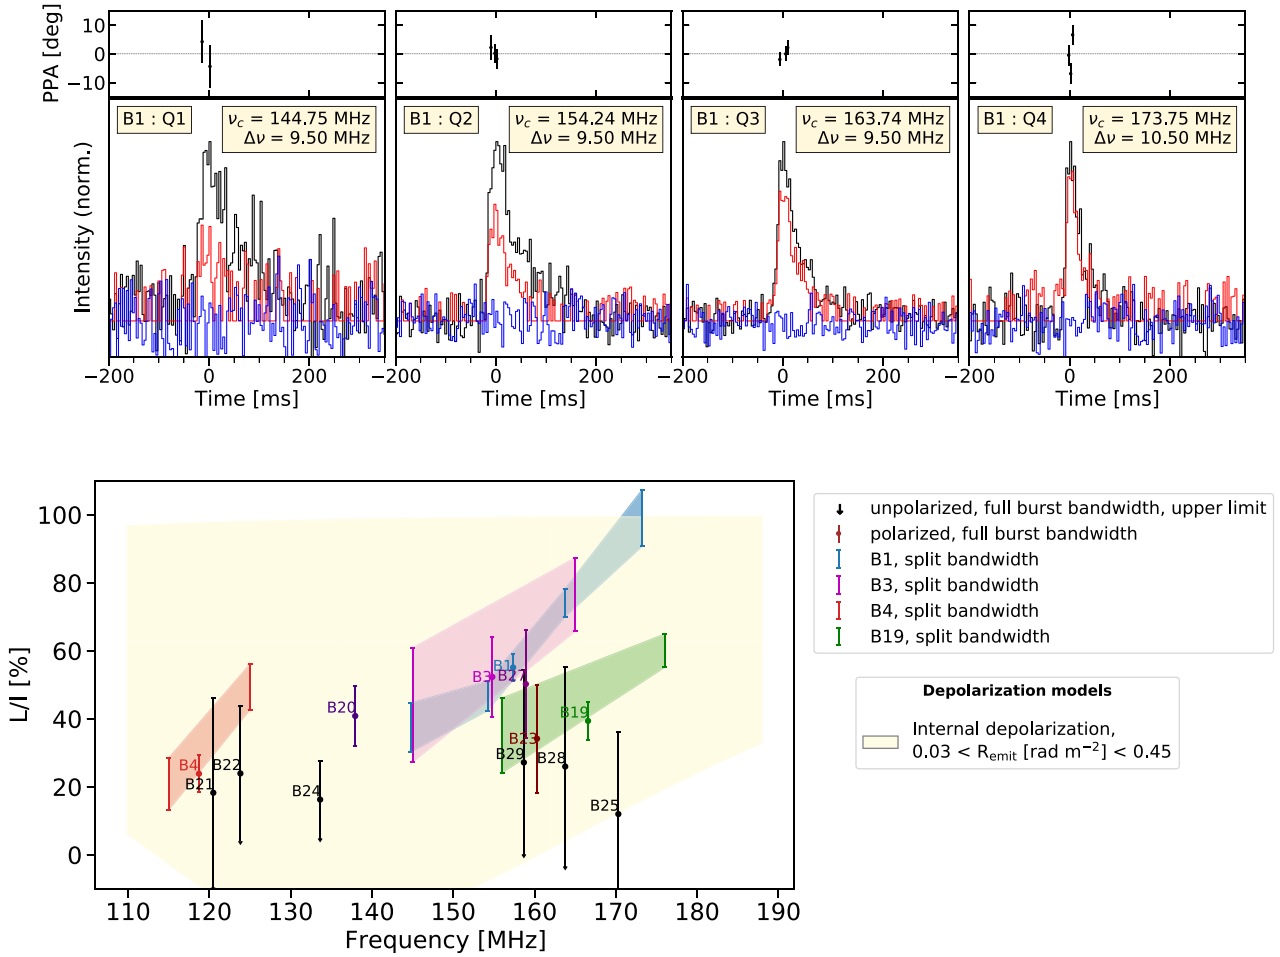 PPA [deg]
10
0
−10
B1 : Q1
ν_c = 144.75 MHz
Δν = 9.50 MHz
B1 : Q2
ν_c = 154.24 MHz
Δν = 9.50 MHz
B1 : Q3
ν_c = 163.74 MHz
Δν = 9.50 MHz
B1 : Q4
ν_c = 173.75 MHz
Δν = 10.50 MHz
Intensity (norm.)
−200 0 200 −200 0 200 −200 0 200 −200 0 200
Time [ms] Time [ms] Time [ms] Time [ms]
L/I [%]
100
80
60
40
20
0
B1
B3
B27
B20
B19
B23
B29
B28
B4
B22
B21
B24
B25
110 120 130 140 150 160 170 180 190
Frequency [MHz]
unpolarized, full burst bandwidth, upper limit
polarized, full burst bandwidth
B1, split bandwidth
B3, split bandwidth
B4, split bandwidth
B19, split bandwidth
Depolarization models
Internal depolarization,
0.03 < R_emit [rad m⁻²] < 0.45